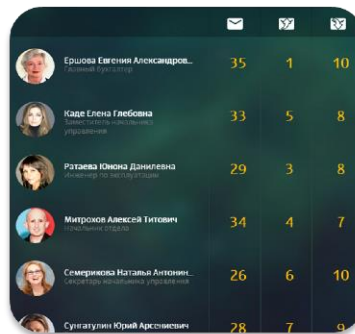 Ершова Евгения Александров... 35 1 10
Главный бухгалтер
Каде Елена Глебовна 33 5 8
Заместитель начальника
управления
Ратаева Юнона Данилевна 29 3 8
Инженер по эксплуатации
Митрохов Алексей Титович 34 4 7
Начальник отдела
Семерикова Наталья Антонин... 26 6 10
Секретарь начальника управления
Сунгатулин Юрий Арсениевич 28 7